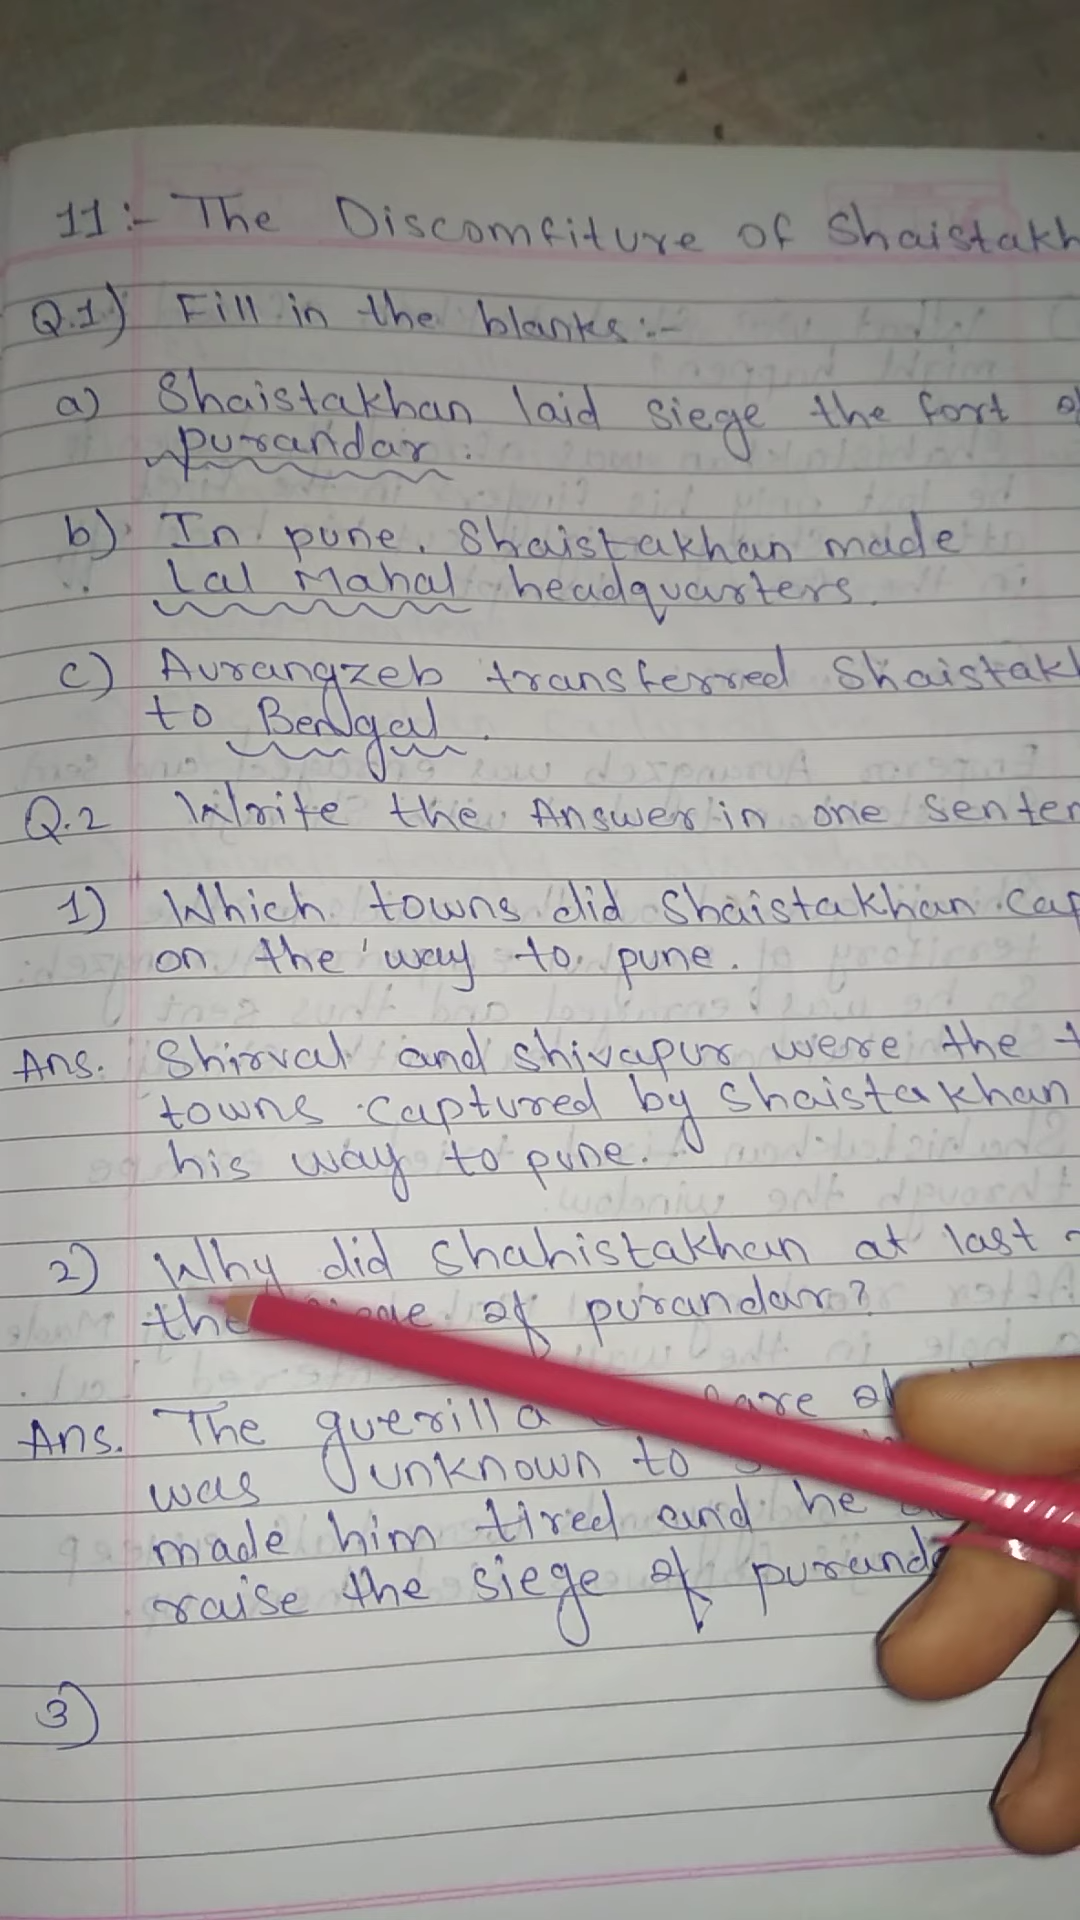 11:- The Discomfiture of Shaistakh
Q.1) Fill in the blanks:-
a) Shaistakhan laid siege the fort
purandar.
b) In pune. Shaistakhan made
Lal Mahal headquarters.
c) Aurangzeb transferred Shaistak
to Bengal.
Q.2 Write the Answer in one senten
1) Which towns did Shaistakhan cap
on the way to pune.
Ans. Shirval and shivapur were the
towns captured by shaistakhan
his way to pune.
2) Why did shahistakhan at last
the of purandar?
Ans. The guerilla
was unknown to
made him tired and he
raise the siege of purand
3)